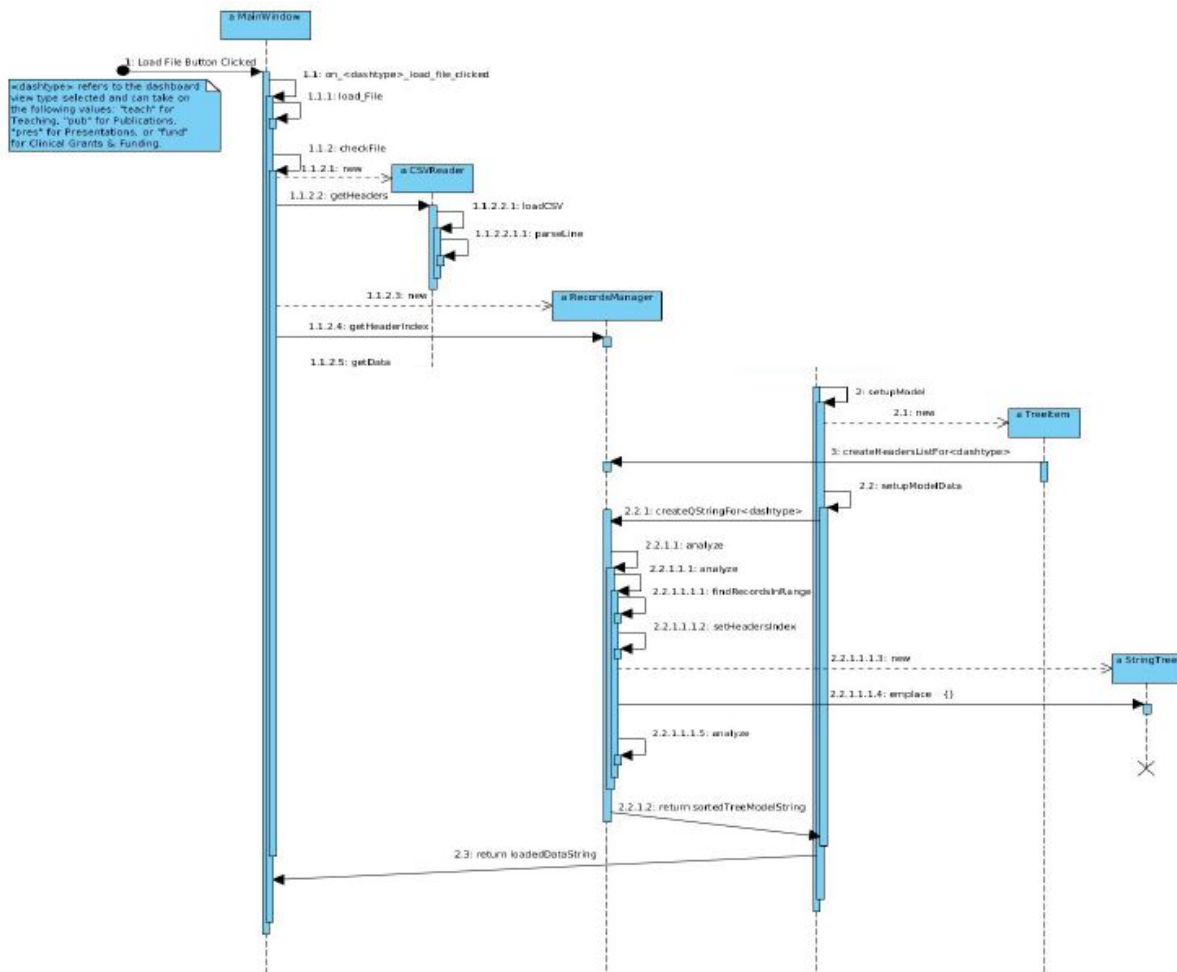 a MainWindow
1: Load File Button Clicked
<dashtype> refers to the dashboard
view type selected and can take on
the following values: "teach" for
Teaching, "pub" for Publications,
"pres" for Presentations, or "fund"
for Clinical Grants & Funding.
1.1: on_<dashtype>_load_file_clicked
1.1.1: load_File
1.1.2: checkFile
1.1.2.1: new
a CSVReader
1.1.2.2: getHeaders
1.1.2.2.1: loadCSV
1.1.2.2.1.1: parseLine
1.1.2.3: new
a RecordsManager
1.1.2.4: getHeaderIndex
1.1.2.5: getData
2: setupModel
2.1: new
a TreeItem
3: createHeadersListFor<dashtype>
2.2: setupModelData
2.2.1: createQStringFor<dashtype>
2.2.1.1: analyze
2.2.1.1.1: analyze
2.2.1.1.1.1: findRecordsInRange
2.2.1.1.1.2: setHeadersIndex
2.2.1.1.1.3: new
a StringTree
2.2.1.1.1.4: emplace {}
2.2.1.1.1.5: analyze
2.2.1.2: return sortedTreeModelString
2.3: return loadedDataString